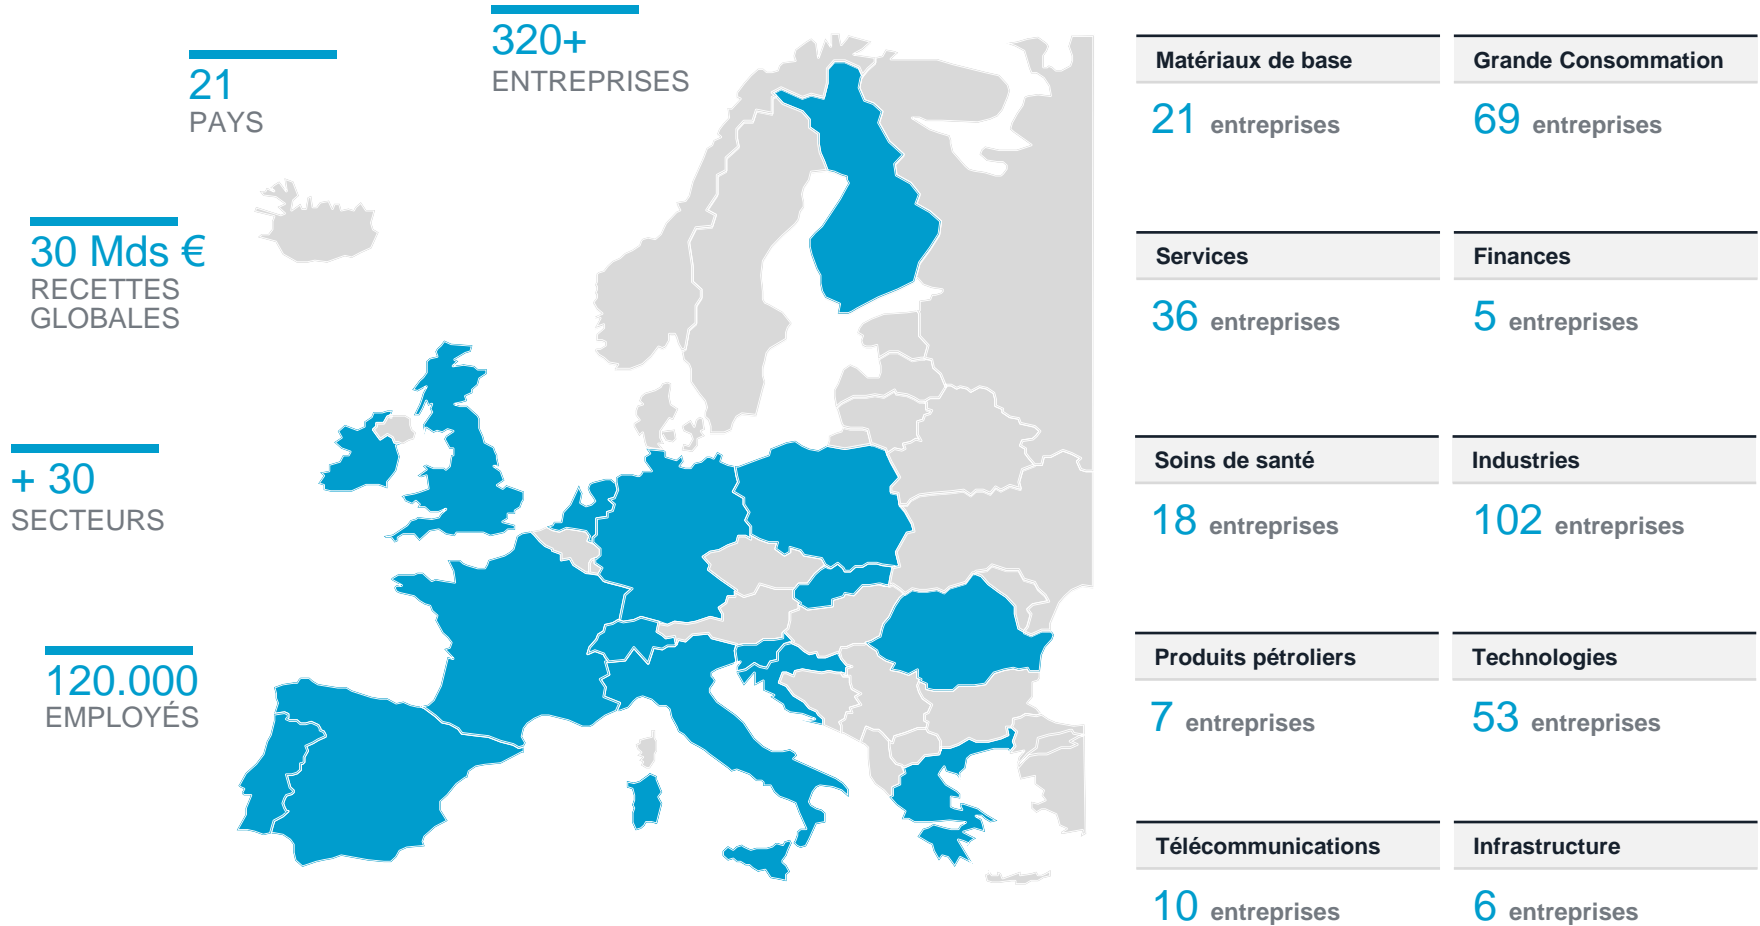 320+
ENTREPRISES
21
PAYS
30 Mds €
RECETTES
GLOBALES
+ 30
SECTEURS
120.000
EMPLOYÉS
Matériaux de base
21 entreprises
Grande Consommation
69 entreprises
Services
36 entreprises
Finances
5 entreprises
Soins de santé
18 entreprises
Industries
102 entreprises
Produits pétroliers
7 entreprises
Technologies
53 entreprises
Télécommunications
10 entreprises
Infrastructure
6 entreprises